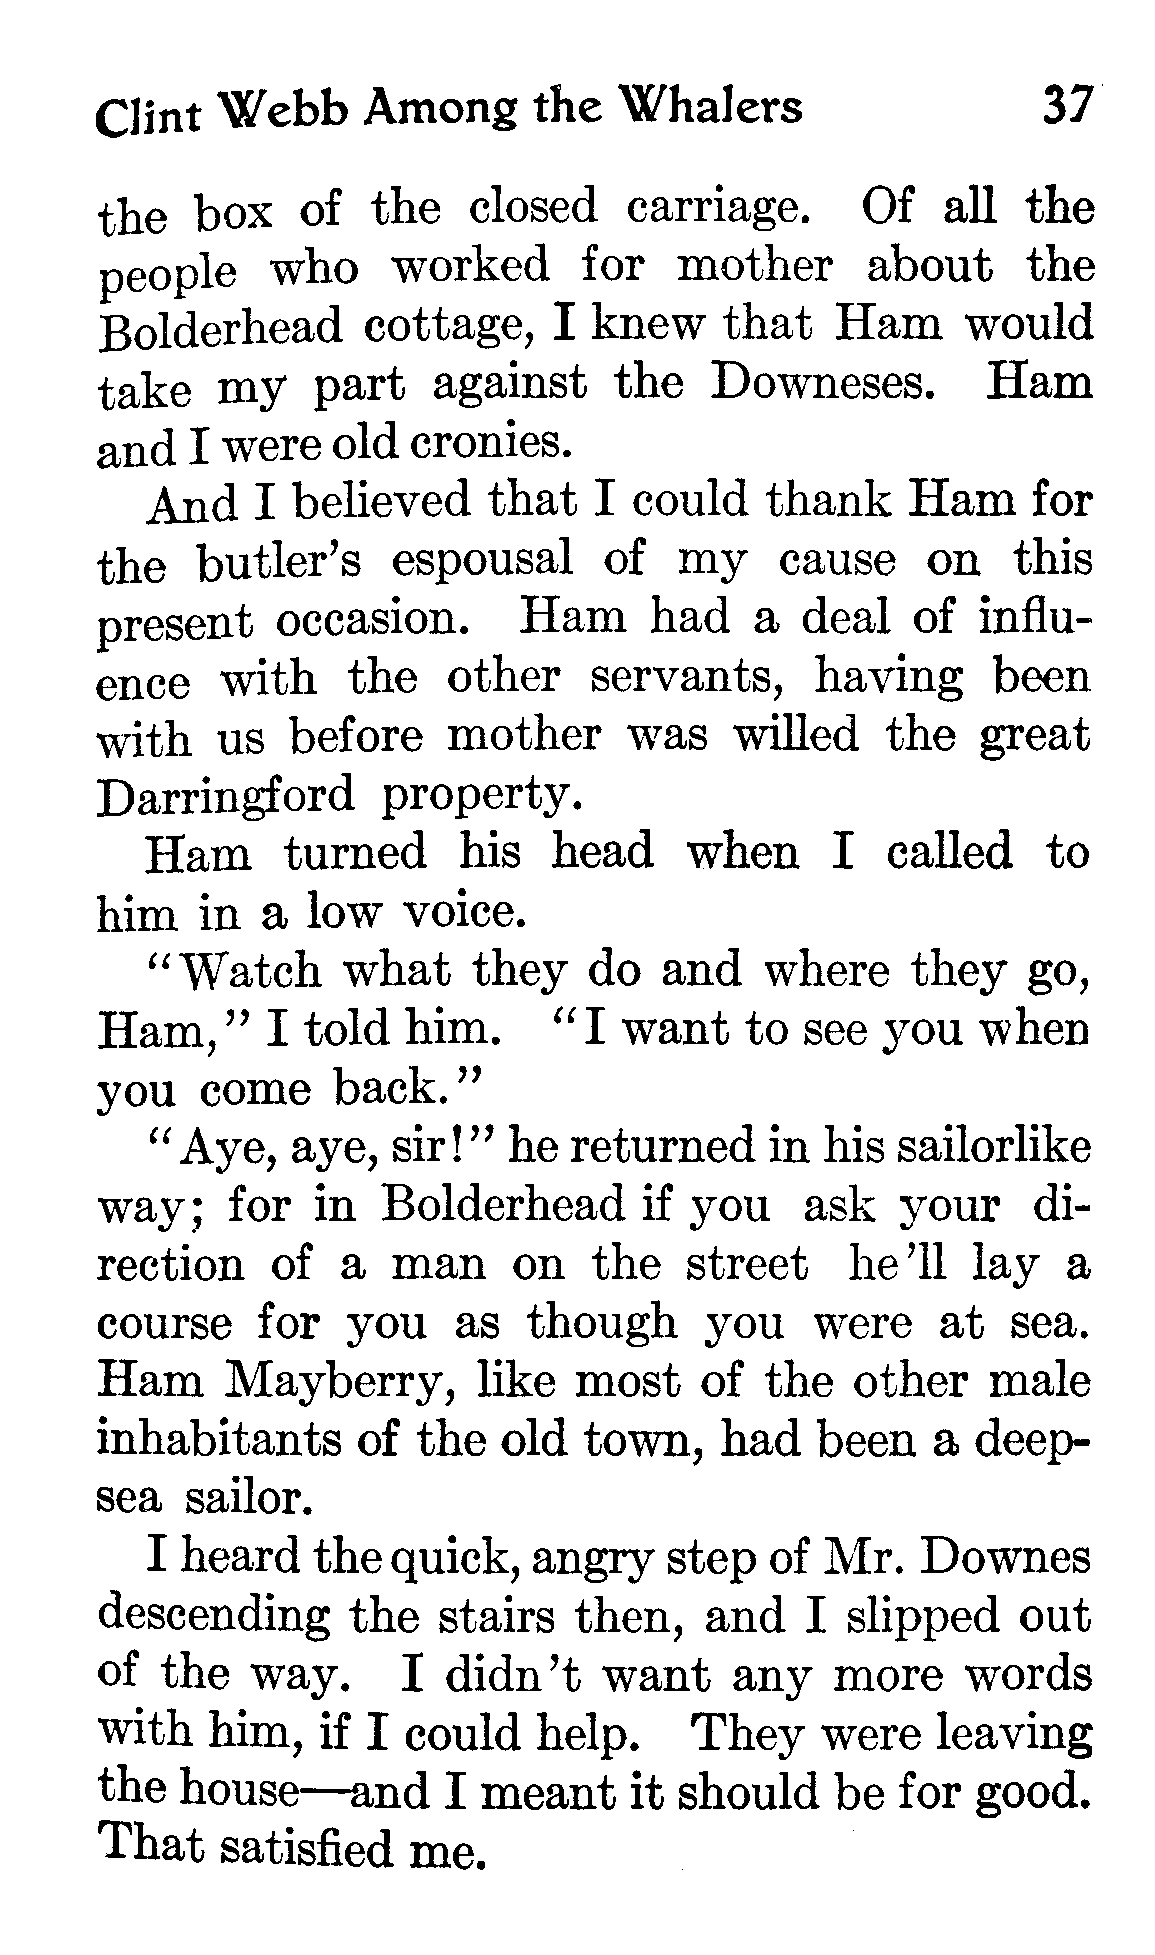 Clint Webb Among the Whalers 37
the box of the closed carriage. Of all the
people who worked for mother about the
Bolderhead cottage, I knew that Ham would
take my part against the Downeses. Ham
and I were old cronies.
And I believed that I could thank Ham for
the butler's espousal of my cause on this
present occasion. Ham had a deal of influ-
ence with the other servants, having been
with us before mother was willed the great
Darringford property.
Ham turned his head when I called to
him in a low voice.
"Watch what they do and where they go,
Ham," I told him. "I want to see you when
you come back."
"Aye, aye, sir!" he returned in his sailorlike
way; for in Bolderhead if you ask your di-
rection of a man on the street he'll lay a
course for you as though you were at sea.
Ham Mayberry, like most of the other male
inhabitants of the old town, had been a deep-
sea sailor.
I heard the quick, angry step of Mr. Downes
descending the stairs then, and I slipped out
of the way. I didn't want any more words
with him, if I could help. They were leaving
the house—and I meant it should be for good.
That satisfied me.